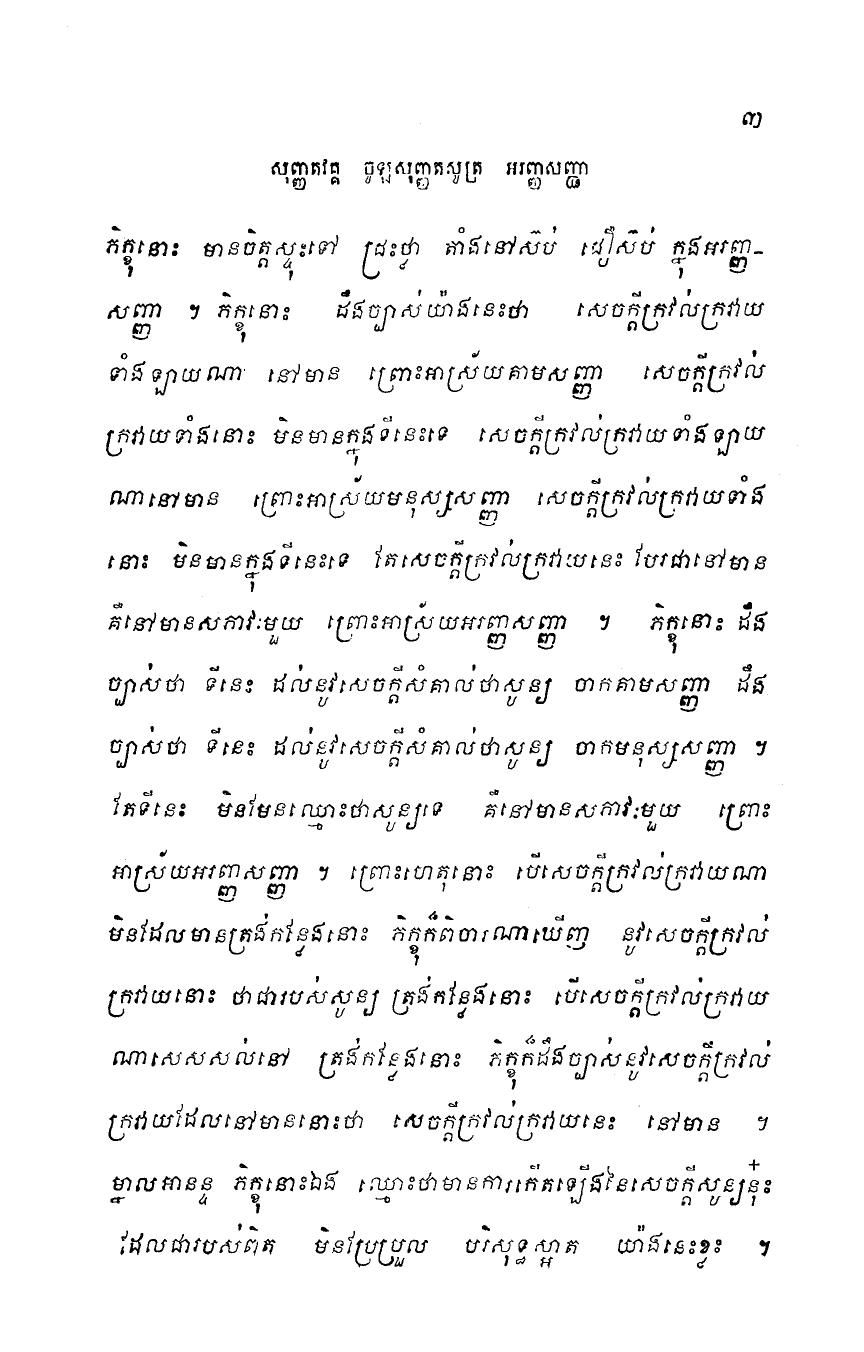 ៣
សុញ្ញតវគ្គ ចូឡសុញ្ញតសូត្រ អរញ្ញសញ្ញា
ភិក្ខុនោះ មានចិត្តស្ទុះទៅ ជ្រះថ្លា តាំងនៅស៊ប់ ជឿស៊ប់ ក្នុងអរញ្ញ-
សញ្ញា ។ ភិក្ខុនោះ ដឹងច្បាស់យ៉ាងនេះថា សេចក្តីក្រវល់ក្រវាយ
ទាំងឡាយណា នៅមាន ព្រោះអាស្រ័យគាមសញ្ញា សេចក្តីក្រវល់
ក្រវាយទាំងនោះ មិនមានក្នុងទីនេះទេ សេចក្តីក្រវល់ក្រវាយទាំងឡាយ
ណានៅមាន ព្រោះអាស្រ័យមនុស្សសញ្ញា សេចក្តីក្រវល់ក្រវាយទាំង
នោះ មិនមានក្នុងទីនេះទេ តែសេចក្តីក្រវល់ក្រវាយនេះ បែរជានៅមាន
គឺនៅមានសភាវៈមួយ ព្រោះអាស្រ័យអរញ្ញសញ្ញា ។ ភិក្ខុនោះ ដឹង
ច្បាស់ថា ទីនេះ ដល់នូវសេចក្តីសំគាល់ថាសូន្យ ចាកគាមសញ្ញា ដឹង
ច្បាស់ថា ទីនេះ ដល់នូវសេចក្តីសំគាល់ថាសូន្យ ចាកមនុស្សសញ្ញា ។
តែទីនេះ មិនមែនឈ្មោះថាសូន្យទេ គឺនៅមានសភាវៈមួយ ព្រោះ
អាស្រ័យអរញ្ញសញ្ញា ។ ព្រោះហេតុនោះ បើសេចក្តីក្រវល់ក្រវាយណា
មិនដែលមានត្រង់កន្លែងនោះ ភិក្ខុក៏ពិចារណាឃើញ នូវសេចក្តីក្រវល់
ក្រវាយនោះ ថាជារបស់សូន្យ ត្រង់កន្លែងនោះ បើសេចក្តីក្រវល់ក្រវាយ
ណាសេសសល់នៅ ត្រង់កន្លែងនោះ ភិក្ខុក៏ដឹងច្បាស់នូវសេចក្តីក្រវល់
ក្រវាយដែលនៅមាននោះថា សេចក្តីក្រវល់ក្រវាយនេះ នៅមាន ។
ម្នាលអានន្ទ ភិក្ខុនោះឯង ឈ្មោះថាមានការកើតឡើងនៃសេចក្តីសូន្យនុ៎ះ
ដែលជារបស់ពិត មិនប្រែប្រួល បរិសុទ្ធស្អាត យ៉ាងនេះខ្លះ ។